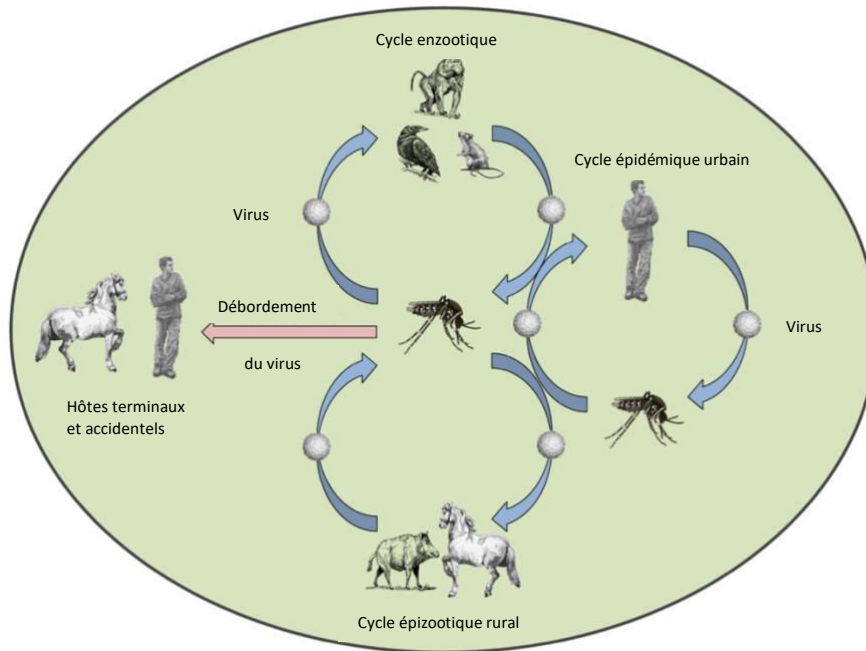 Cycle enzootique
Cycle épidémique urbain
Virus
Débordement
Virus
du virus
Hôtes terminaux
et accidentels
Cycle épizootique rural